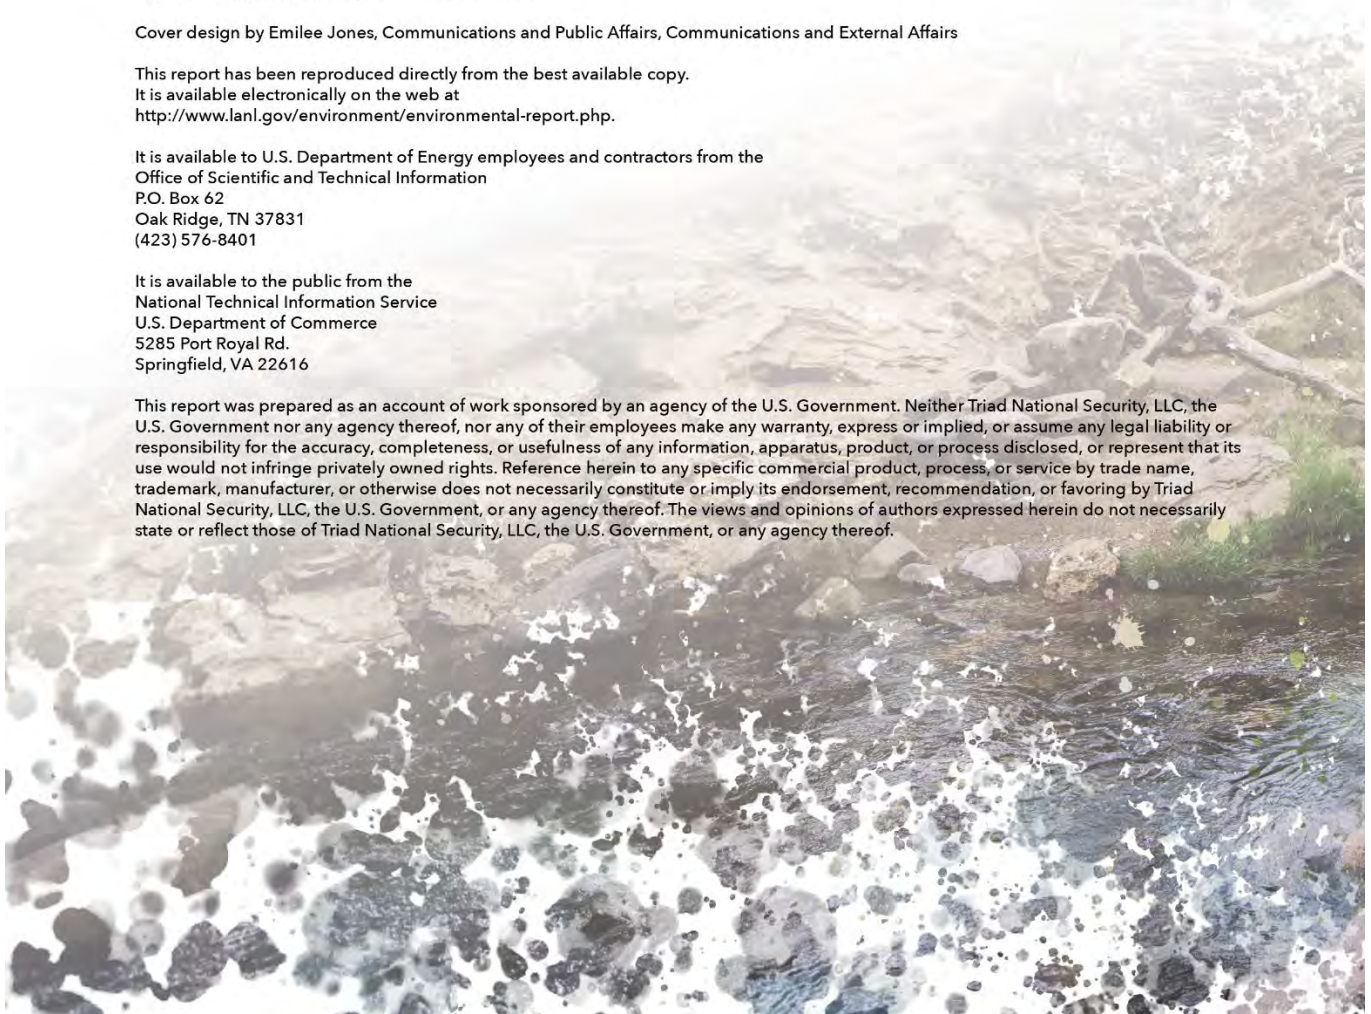 Cover design by Emilee Jones, Communications and Public Affairs, Communications and External Affairs
This report has been reproduced directly from the best available copy.
It is available electronically on the web at
http://www.lanl.gov/environment/environmental-report.php.
It is available to U.S. Department of Energy employees and contractors from the
Office of Scientific and Technical Information
P.O. Box 62
Oak Ridge, TN 37831
(423) 576-8401
It is available to the public from the
National Technical Information Service
U.S. Department of Commerce
5285 Port Royal Rd.
Springfield, VA 22616
This report was prepared as an account of work sponsored by an agency of the U.S. Government. Neither Triad National Security, LLC, the
U.S. Government nor any agency thereof, nor any of their employees make any warranty, express or implied, or assume any legal liability or
responsibility for the accuracy, completeness, or usefulness of any information, apparatus, product, or process disclosed, or represent that its
use would not infringe privately owned rights. Reference herein to any specific commercial product, process, or service by trade name,
trademark, manufacturer, or otherwise does not necessarily constitute or imply its endorsement, recommendation, or favoring by Triad
National Security, LLC, the U.S. Government, or any agency thereof. The views and opinions of authors expressed herein do not necessarily
state or reflect those of Triad National Security, LLC, the U.S. Government, or any agency thereof.